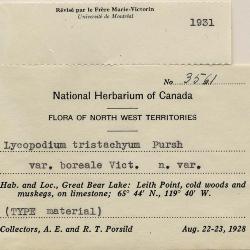 Révisé par le Frère Marie-Victorin
Université de Montréal
1931
No. 3561
National Herbarium of Canada
FLORA OF NORTH WEST TERRITORIES
Lycopodium tristachyum Pursh
var. boreale Vict. n. var.
Hab. and Loc., Great Bear Lake: Leith Point, cold woods and
muskegs, on limestone; 65° 44' N., 119° 40' W.
(TYPE material)
Collectors, A. E. and R. T. Porsild Aug. 22-23, 1928